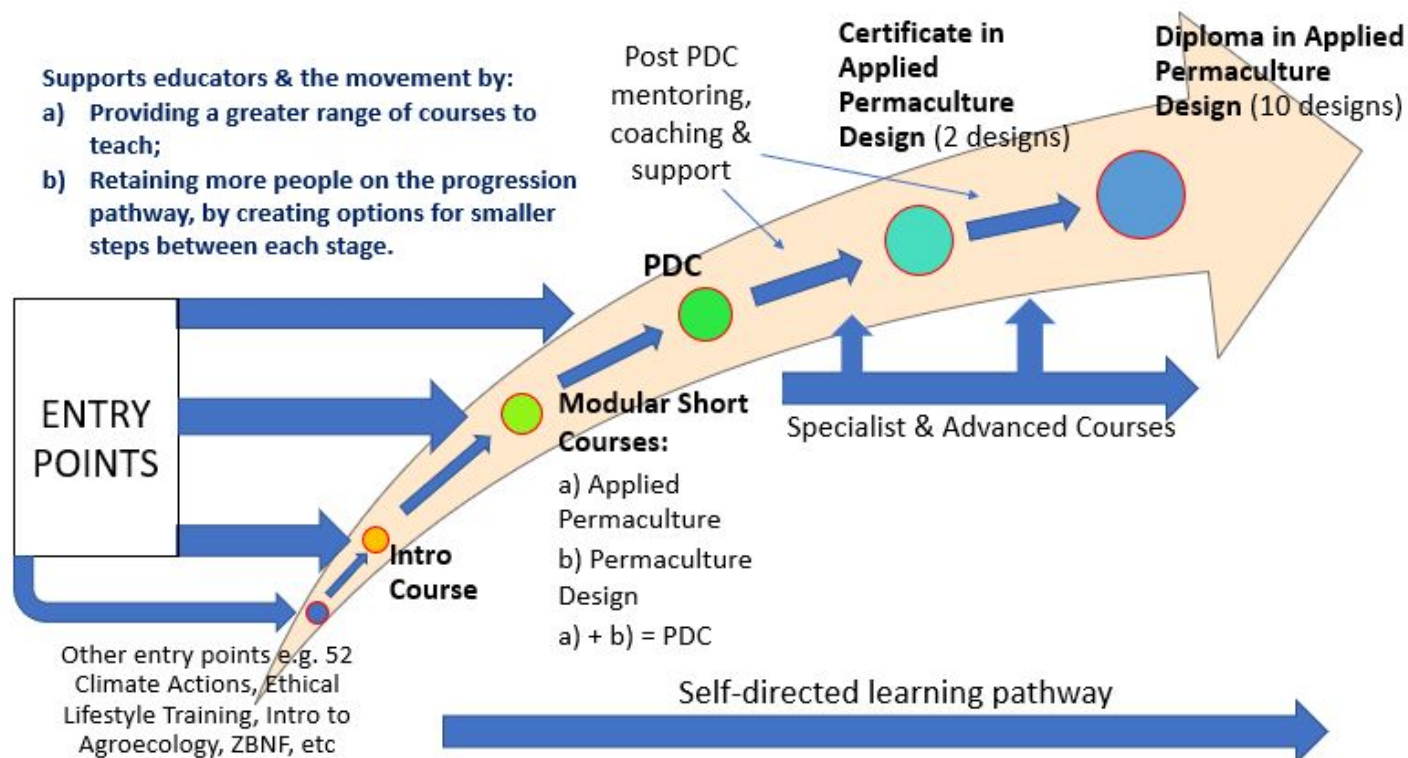 Supports educators & the movement by:
a) Providing a greater range of courses to
teach;
b) Retaining more people on the progression
pathway, by creating options for smaller
steps between each stage.
Post PDC
mentoring,
coaching &
support
Certificate in
Applied
Permaculture
Design (2 designs)
Diploma in Applied
Permaculture
Design (10 designs)
PDC
ENTRY
POINTS
Modular Short
Courses:
a) Applied
Permaculture
b) Permaculture
Design
a) + b) = PDC
Specialist & Advanced Courses
Intro
Course
Other entry points e.g. 52
Climate Actions, Ethical
Lifestyle Training, Intro to
Agroecology, ZBNF, etc
Self-directed learning pathway